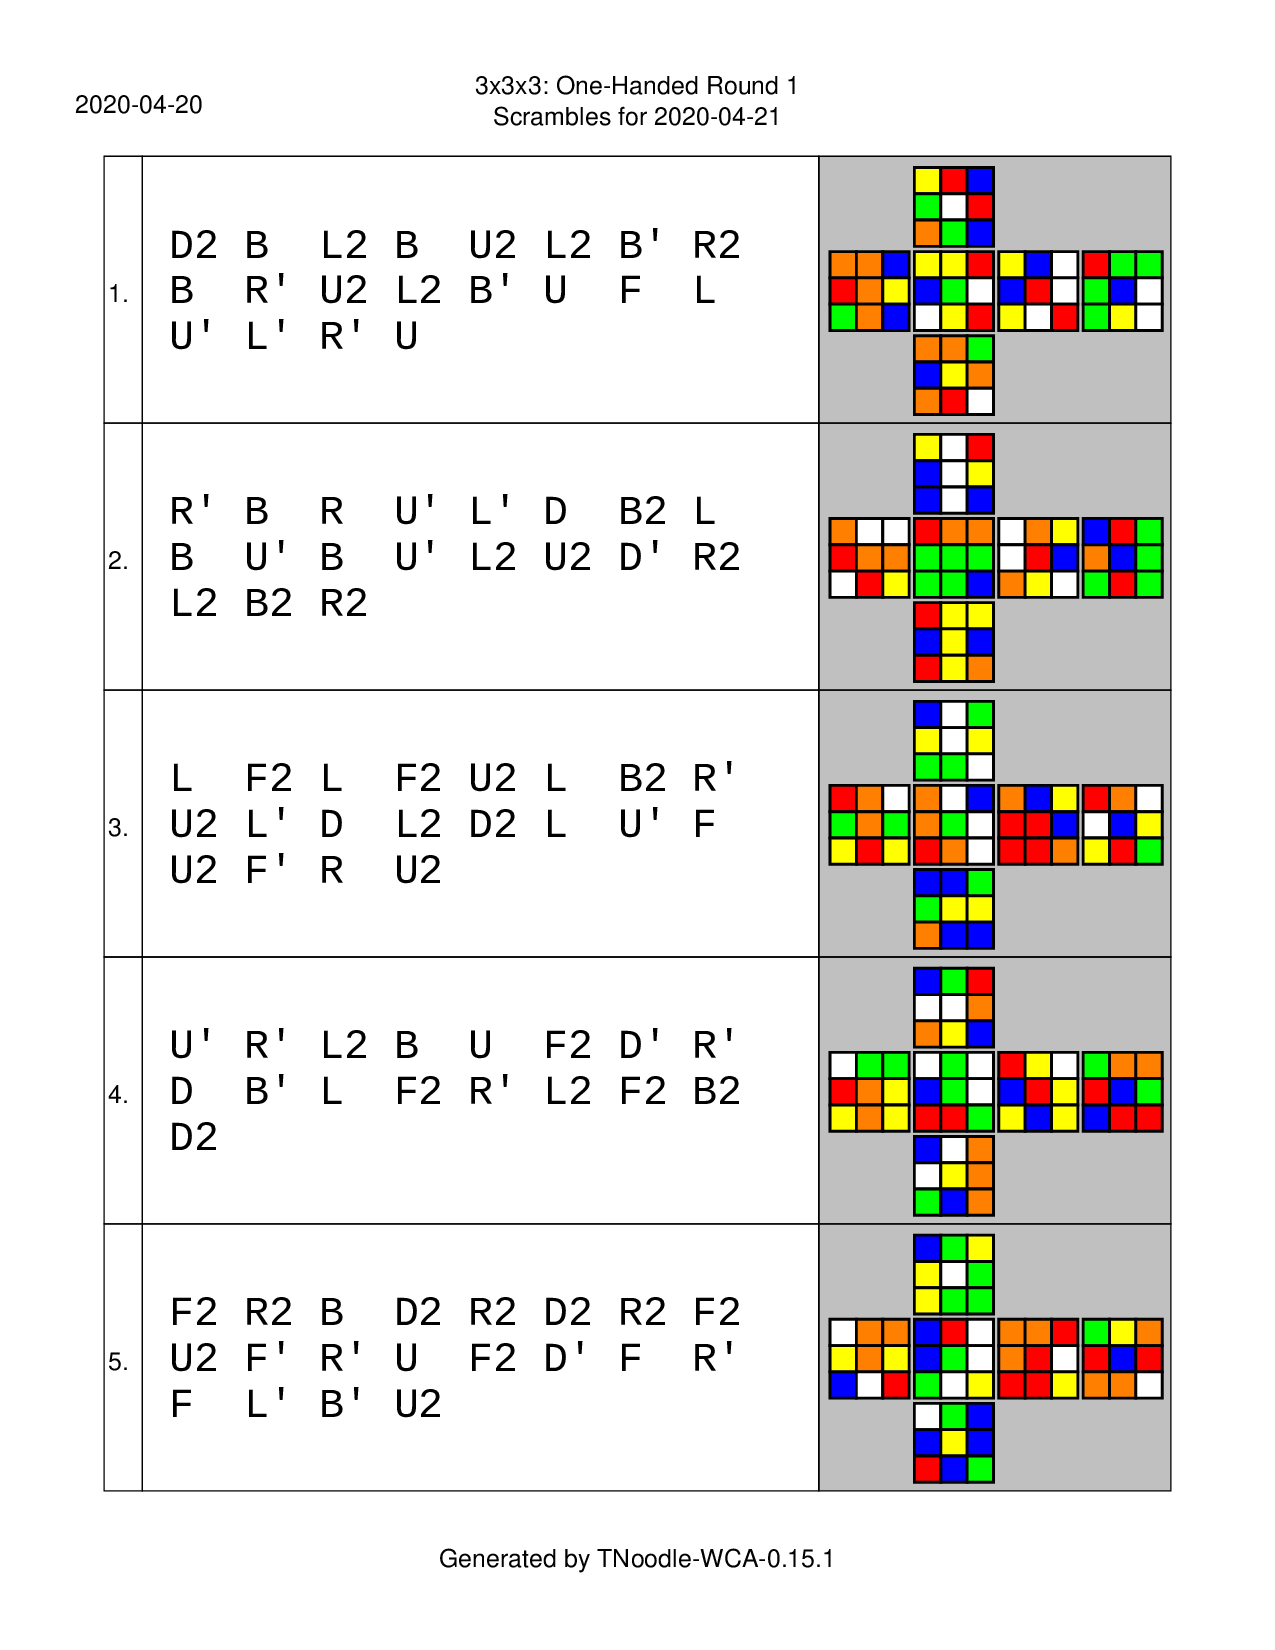 2020-04-20
3x3x3: One-Handed Round 1
Scrambles for 2020-04-21
1.
D2 B L2 B U2 L2 B' R2
B R' U2 L2 B' U F L
U' L' R' U
2.
R' B R U' L' D B2 L
B U' B U' L2 U2 D' R2
L2 B2 R2
3.
L F2 L F2 U2 L B2 R'
U2 L' D L2 D2 L U' F
U2 F' R U2
4.
U' R' L2 B U F2 D' R'
D B' L F2 R' L2 F2 B2
D2
5.
F2 R2 B D2 R2 D2 R2 F2
U2 F' R' U F2 D' F R'
F L' B' U2
Generated by TNoodle-WCA-0.15.1